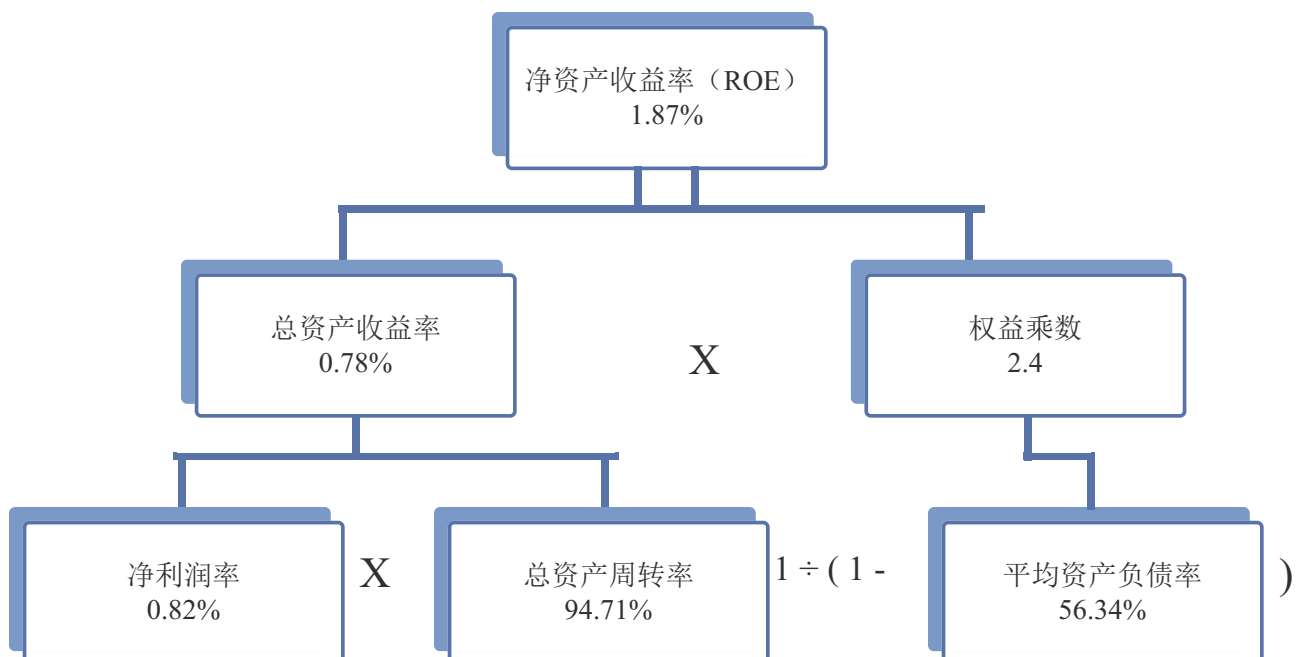 净资产收益率（ROE）
1.87%
总资产收益率
0.78%
X
权益乘数
2.4
净利润率
0.82%
X
总资产周转率
94.71%
1 ÷ ( 1 -
平均资产负债率
56.34%
)